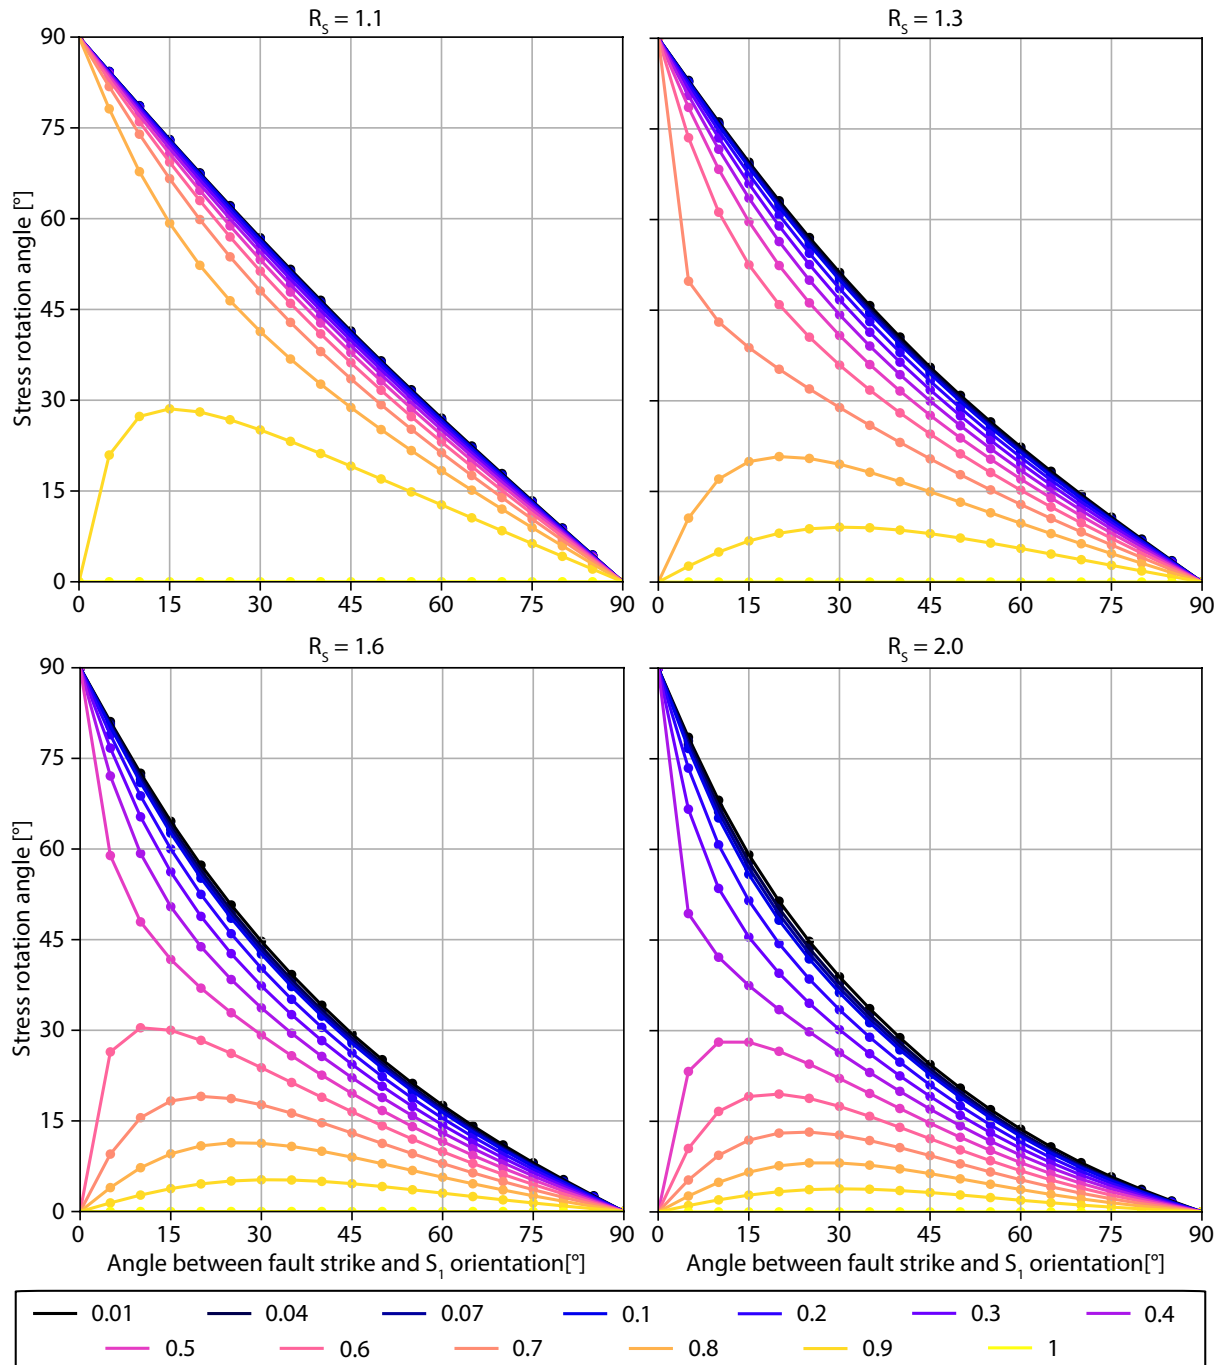 R_S = 1.1
R_S = 1.3
90
75
60
45
30
15
0
Stress rotation angle [°]
0 15 30 45 60 75 90
0 15 30 45 60 75 90
R_S = 1.6
R_S = 2.0
90
75
60
45
30
15
0
Stress rotation angle [°]
0 15 30 45 60 75 90
0 15 30 45 60 75 90
Angle between fault strike and S_1 orientation[°]
Angle between fault strike and S_1 orientation[°]
0.01 0.04 0.07 0.1 0.2 0.3 0.4
0.5 0.6 0.7 0.8 0.9 1